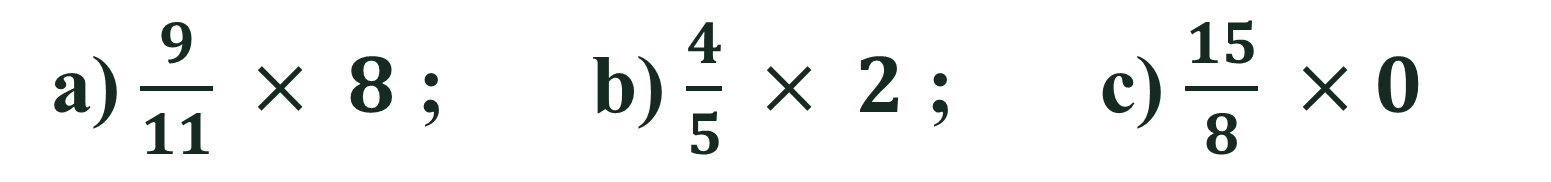 a) 9/11 × 8 ; b) 4/5 × 2 ; c) 15/8 × 0